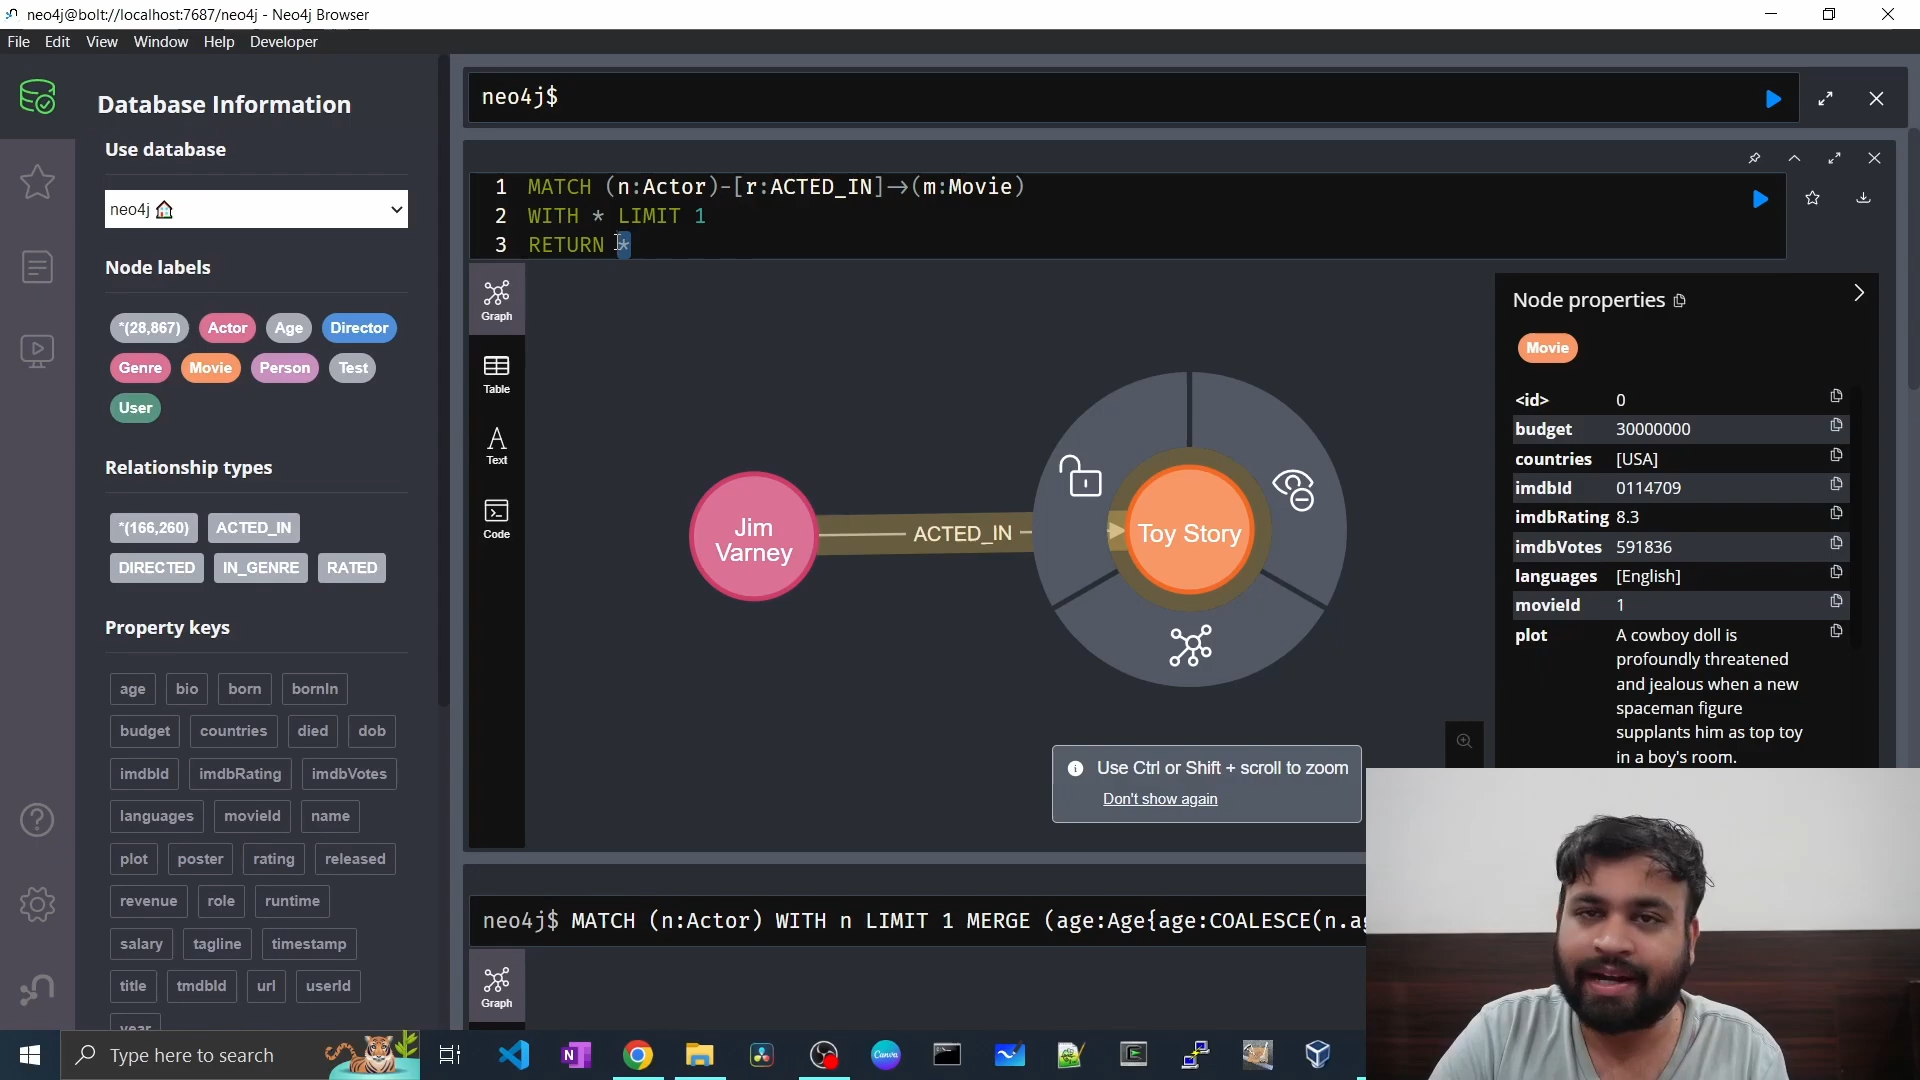 neo4j@bolt://localhost:7687/neo4j - Neo4j Browser
File Edit View Window Help Developer
Database Information
Use database
neo4j
Node labels
*(28,867) Actor Age Director
Genre Movie Person Test
User
Relationship types
*(166,260) ACTED_IN
DIRECTED IN_GENRE RATED
Property keys
age bio born bornIn
budget countries died dob
imdbId imdbRating imdbVotes
languages movieId name
plot poster rating released
revenue role runtime
salary tagline timestamp
title tmdbId url userId
year
neo4j$
1 MATCH (n:Actor)-[r:ACTED_IN]->(m:Movie)
2 WITH * LIMIT 1
3 RETURN *
Graph
Table
Text
Code
Jim
Varney
ACTED_IN
Toy Story
Use Ctrl or Shift + scroll to zoom
Don't show again
Node properties
Movie
<id> 0
budget 30000000
countries [USA]
imdbId 0114709
imdbRating 8.3
imdbVotes 591836
languages [English]
movieId 1
plot A cowboy doll is
profoundly threatened
and jealous when a new
spaceman figure
supplants him as top toy
in a boy's room.
neo4j$ MATCH (n:Actor) WITH n LIMIT 1 MERGE (age:Age{age:COALESCE(n.ag
Graph
Type here to search
Canva